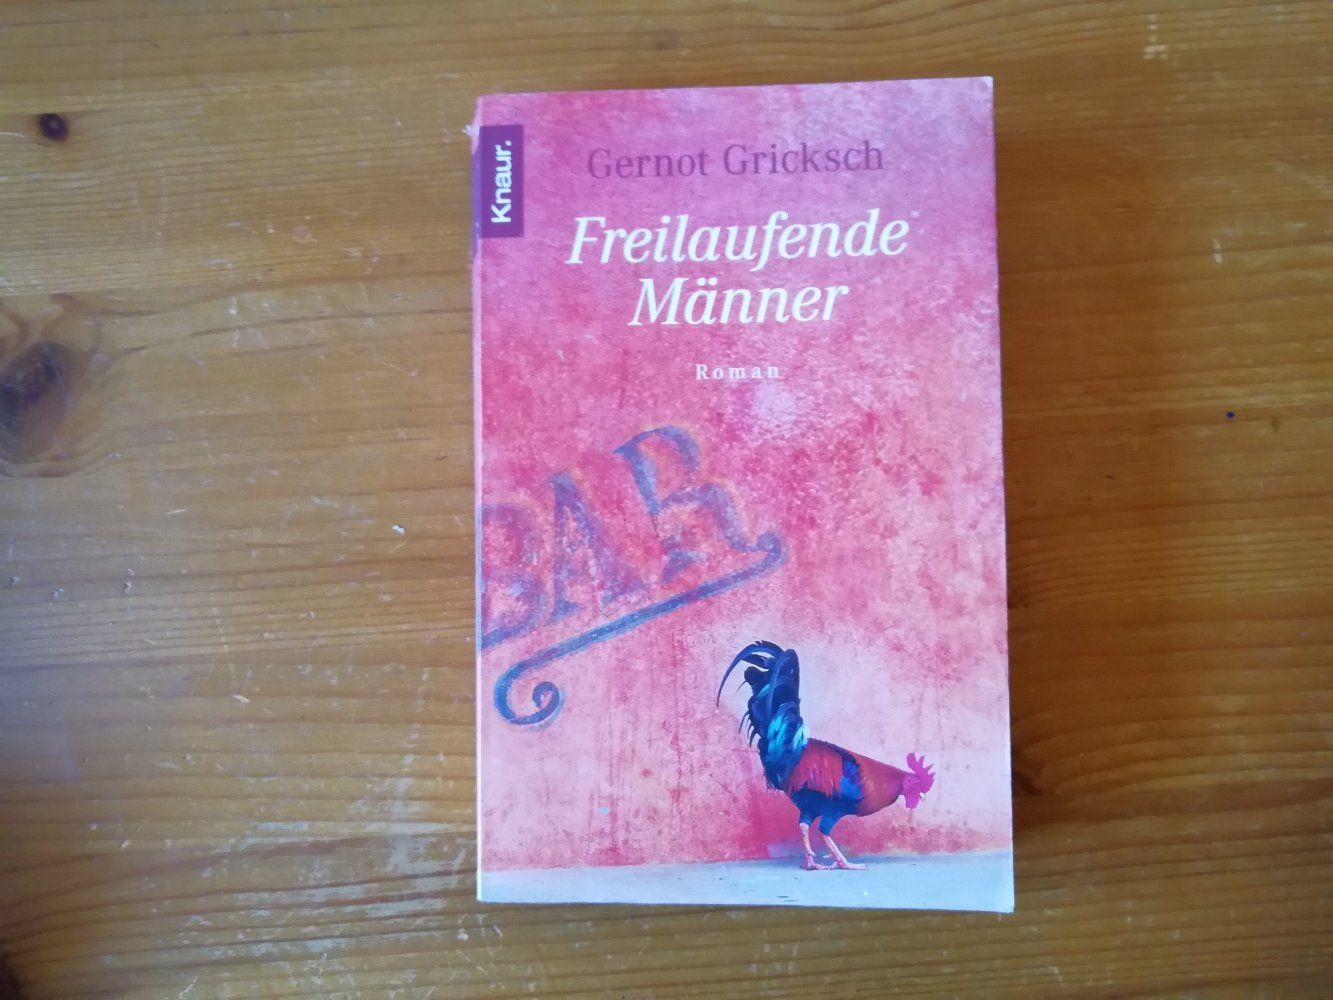 Knaur.
Gernot Gricksch
Freilaufende
Männer
Roman
BAR